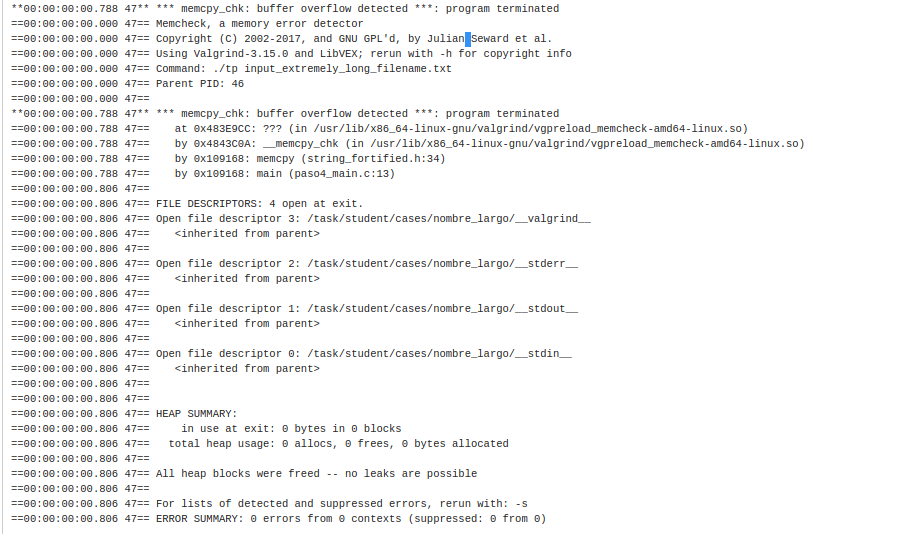 **00:00:00:00.788 47** *** memcpy_chk: buffer overflow detected ***: program terminated
==00:00:00:00.000 47== Memcheck, a memory error detector
==00:00:00:00.000 47== Copyright (C) 2002-2017, and GNU GPL'd, by Julian Seward et al.
==00:00:00:00.000 47== Using Valgrind-3.15.0 and LibVEX; rerun with -h for copyright info
==00:00:00:00.000 47== Command: ./tp input_extremely_long_filename.txt
==00:00:00:00.000 47== Parent PID: 46
==00:00:00:00.000 47==
**00:00:00:00.788 47** *** memcpy_chk: buffer overflow detected ***: program terminated
==00:00:00:00.788 47==    at 0x483E9CC: ??? (in /usr/lib/x86_64-linux-gnu/valgrind/vgpreload_memcheck-amd64-linux.so)
==00:00:00:00.788 47==    by 0x4843C0A: __memcpy_chk (in /usr/lib/x86_64-linux-gnu/valgrind/vgpreload_memcheck-amd64-linux.so)
==00:00:00:00.788 47==    by 0x109168: memcpy (string_fortified.h:34)
==00:00:00:00.788 47==    by 0x109168: main (paso4_main.c:13)
==00:00:00:00.806 47==
==00:00:00:00.806 47== FILE DESCRIPTORS: 4 open at exit.
==00:00:00:00.806 47== Open file descriptor 3: /task/student/cases/nombre_largo/__valgrind__
==00:00:00:00.806 47==    <inherited from parent>
==00:00:00:00.806 47==
==00:00:00:00.806 47== Open file descriptor 2: /task/student/cases/nombre_largo/__stderr__
==00:00:00:00.806 47==    <inherited from parent>
==00:00:00:00.806 47==
==00:00:00:00.806 47== Open file descriptor 1: /task/student/cases/nombre_largo/__stdout__
==00:00:00:00.806 47==    <inherited from parent>
==00:00:00:00.806 47==
==00:00:00:00.806 47== Open file descriptor 0: /task/student/cases/nombre_largo/__stdin__
==00:00:00:00.806 47==    <inherited from parent>
==00:00:00:00.806 47==
==00:00:00:00.806 47==
==00:00:00:00.806 47== HEAP SUMMARY:
==00:00:00:00.806 47==     in use at exit: 0 bytes in 0 blocks
==00:00:00:00.806 47==   total heap usage: 0 allocs, 0 frees, 0 bytes allocated
==00:00:00:00.806 47==
==00:00:00:00.806 47== All heap blocks were freed -- no leaks are possible
==00:00:00:00.806 47==
==00:00:00:00.806 47== For lists of detected and suppressed errors, rerun with: -s
==00:00:00:00.806 47== ERROR SUMMARY: 0 errors from 0 contexts (suppressed: 0 from 0)